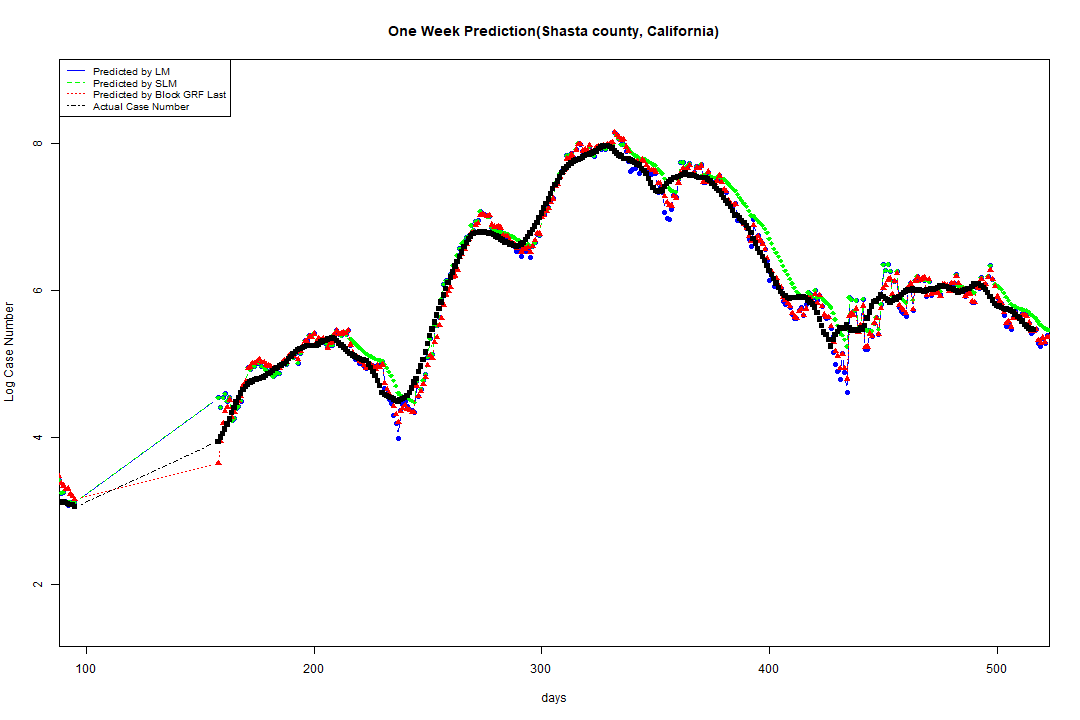 One Week Prediction(Shasta county, California)
Predicted by LM
Predicted by SLM
Predicted by Block GRF Last
Actual Case Number
8
6
4
2
Log Case Number
100 200 300 400 500
days